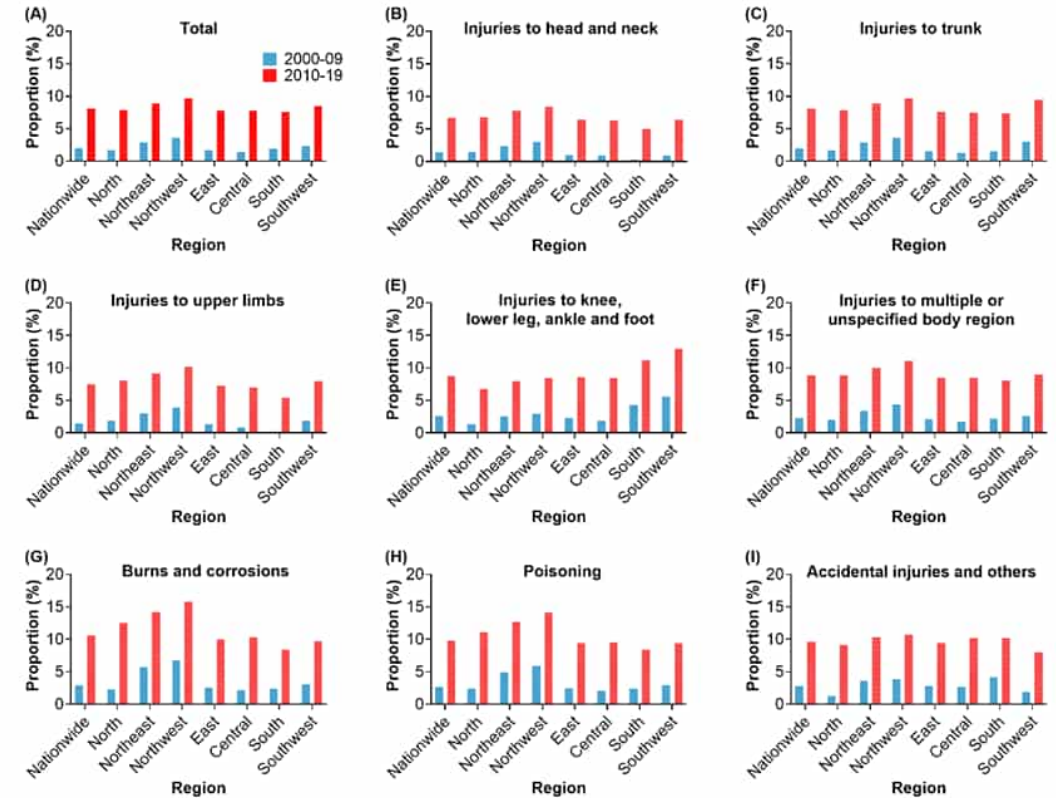 (A)
Total
Proportion (%)
20
15
10
5
0
2000-09
2010-19
Nationwide
North
Northeast
Northwest
East
Central
South
Southwest
Region
(B)
Injuries to head and neck
Proportion (%)
20
15
10
5
0
Nationwide
North
Northeast
Northwest
East
Central
South
Southwest
Region
(C)
Injuries to trunk
Proportion (%)
20
15
10
5
0
Nationwide
North
Northeast
Northwest
East
Central
South
Southwest
Region
(D)
Injuries to upper limbs
Proportion (%)
20
15
10
5
0
Nationwide
North
Northeast
Northwest
East
Central
South
Southwest
Region
(E)
Injuries to knee,
lower leg, ankle and foot
Proportion (%)
20
15
10
5
0
Nationwide
North
Northeast
Northwest
East
Central
South
Southwest
Region
(F)
Injuries to multiple or
unspecified body region
Proportion (%)
20
15
10
5
0
Nationwide
North
Northeast
Northwest
East
Central
South
Southwest
Region
(G)
Burns and corrosions
Proportion (%)
20
15
10
5
0
Nationwide
North
Northeast
Northwest
East
Central
South
Southwest
Region
(H)
Poisoning
Proportion (%)
20
15
10
5
0
Nationwide
North
Northeast
Northwest
East
Central
South
Southwest
Region
(I)
Accidental injuries and others
Proportion (%)
20
15
10
5
0
Nationwide
North
Northeast
Northwest
East
Central
South
Southwest
Region